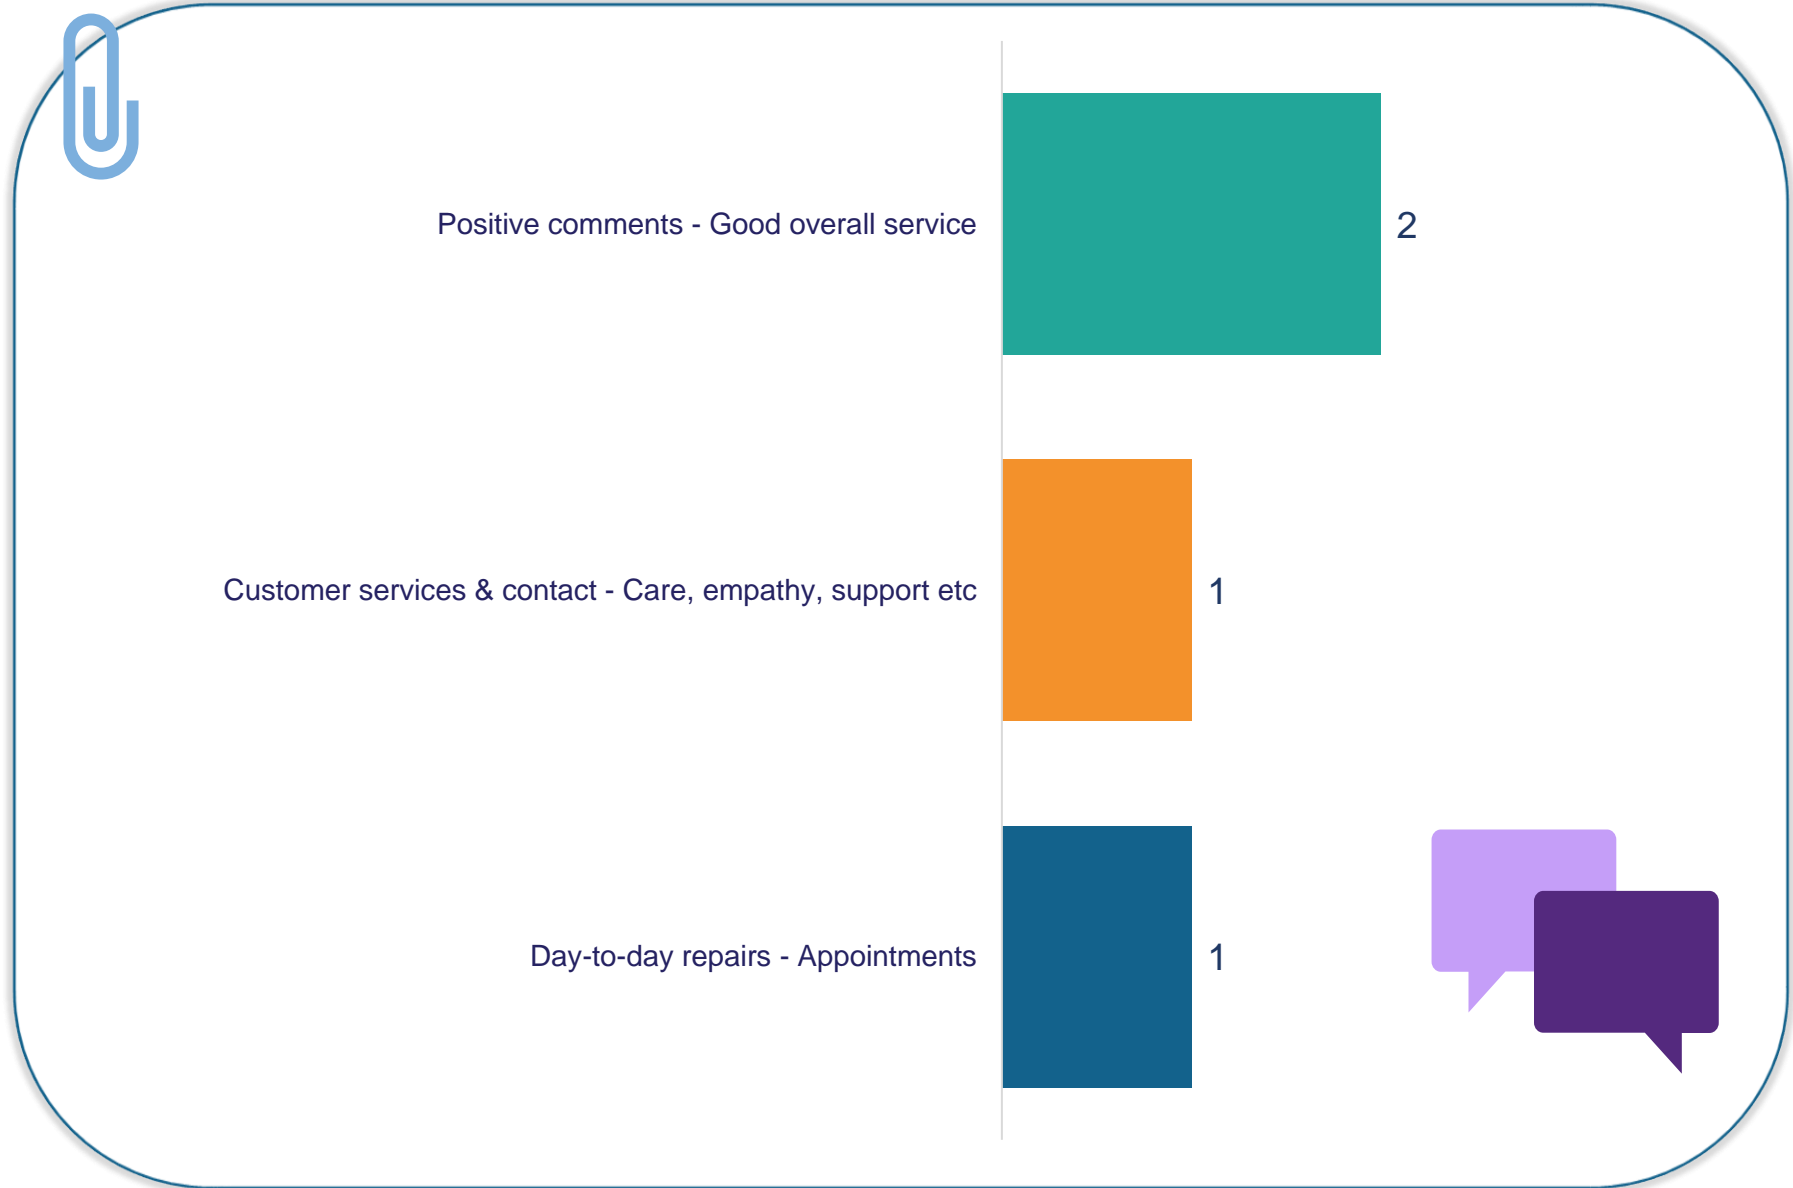 Positive comments - Good overall service 2
Customer services & contact - Care, empathy, support etc 1
Day-to-day repairs - Appointments 1